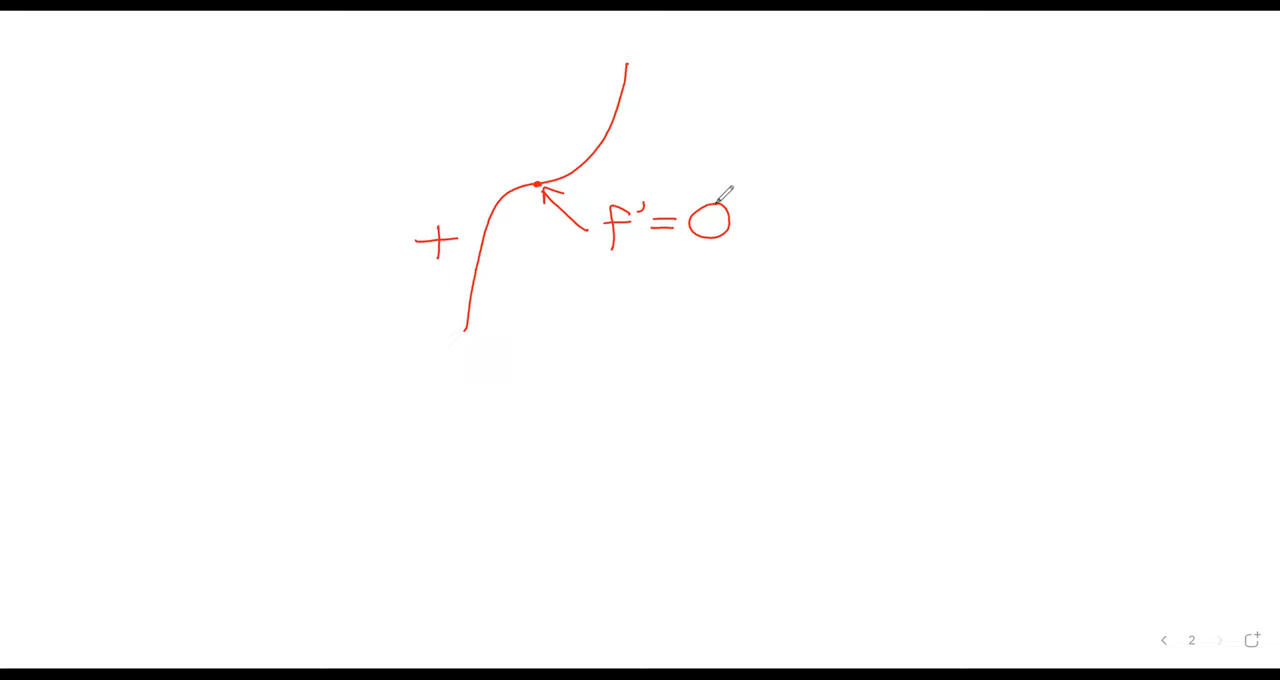 f' = 0
+
2